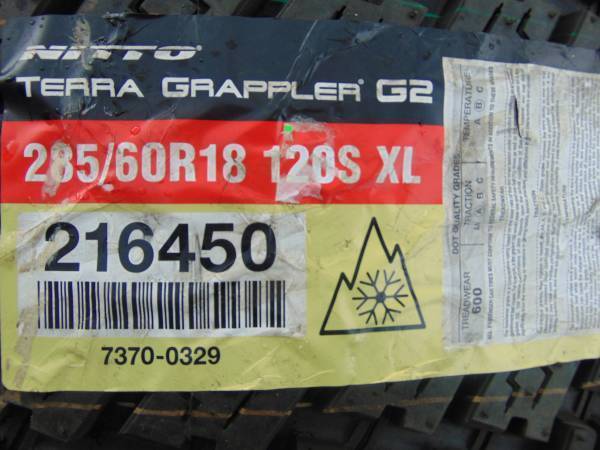 NITTO®
TERRA GRAPPLER® G2
285/60R18 120S XL
216450
7370-0329
DOT QUALITY GRADES
TREADWEAR TRACTION TEMPERATURE
600 A B C A B C